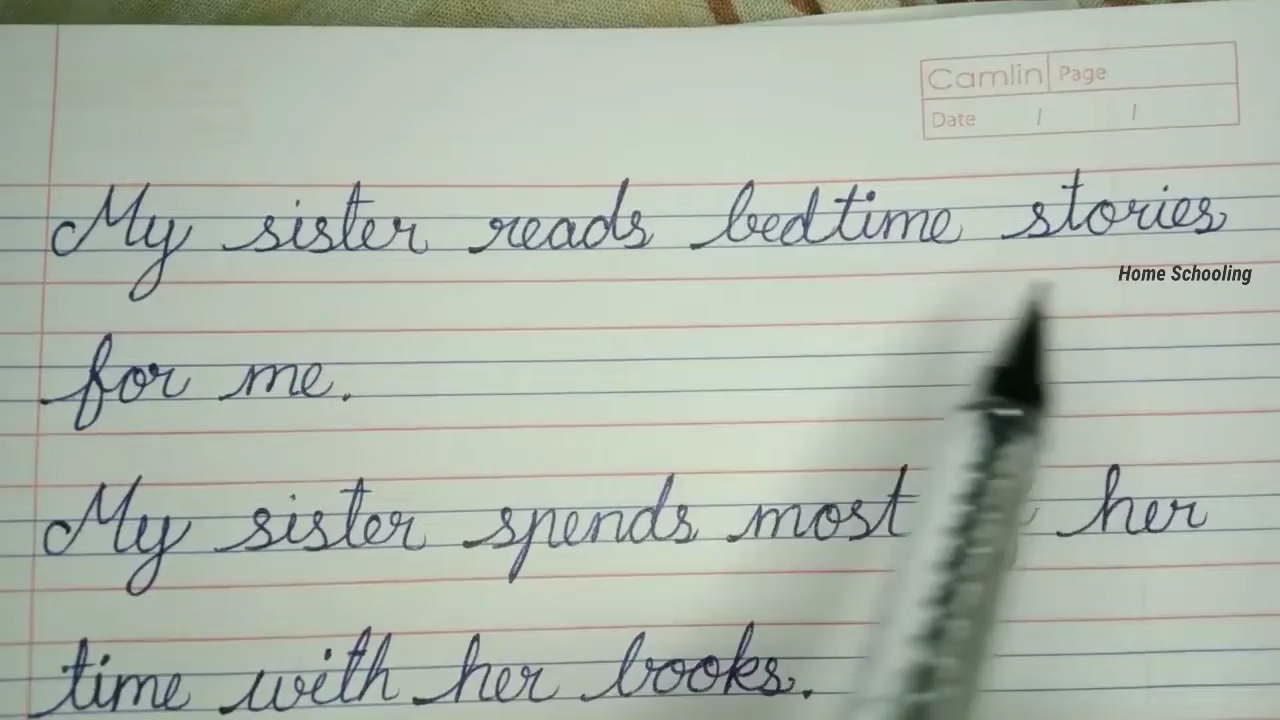 Camlin Page
Date / /
My sister reads bedtime stories
Home Schooling
for me.
My sister spends most her
time with her books.